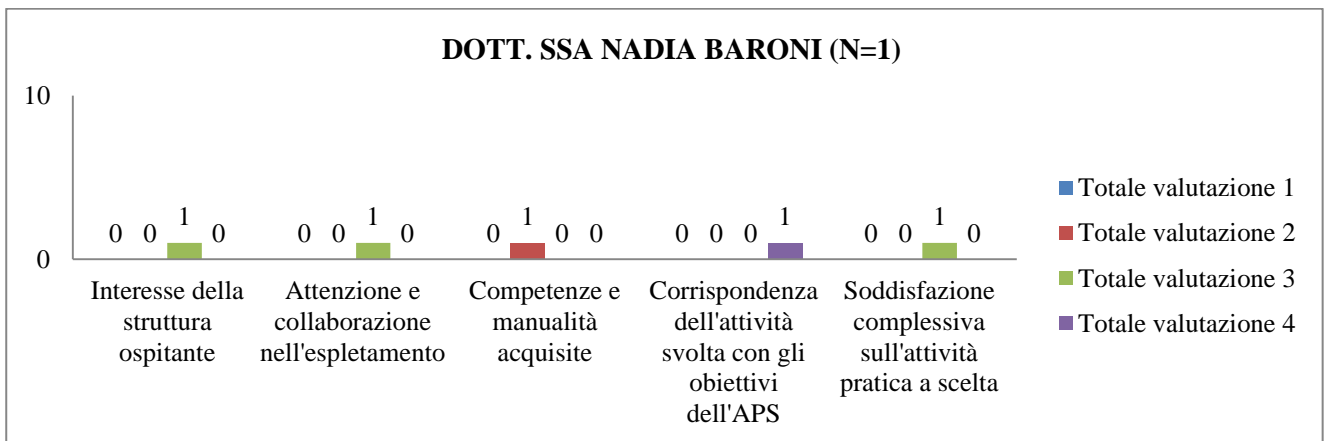 DOTT. SSA NADIA BARONI (N=1)
10
0
0 0 1 0
0 0 1 0
0 1 0 0
0 0 0 1
0 0 1 0
Interesse della
struttura
ospitante
Attenzione e
collaborazione
nell'espletamento
Competenze e
manualità
acquisite
Corrispondenza
dell'attività
svolta con gli
obiettivi
dell'APS
Soddisfazione
complessiva
sull'attività
pratica a scelta
Totale valutazione 1
Totale valutazione 2
Totale valutazione 3
Totale valutazione 4